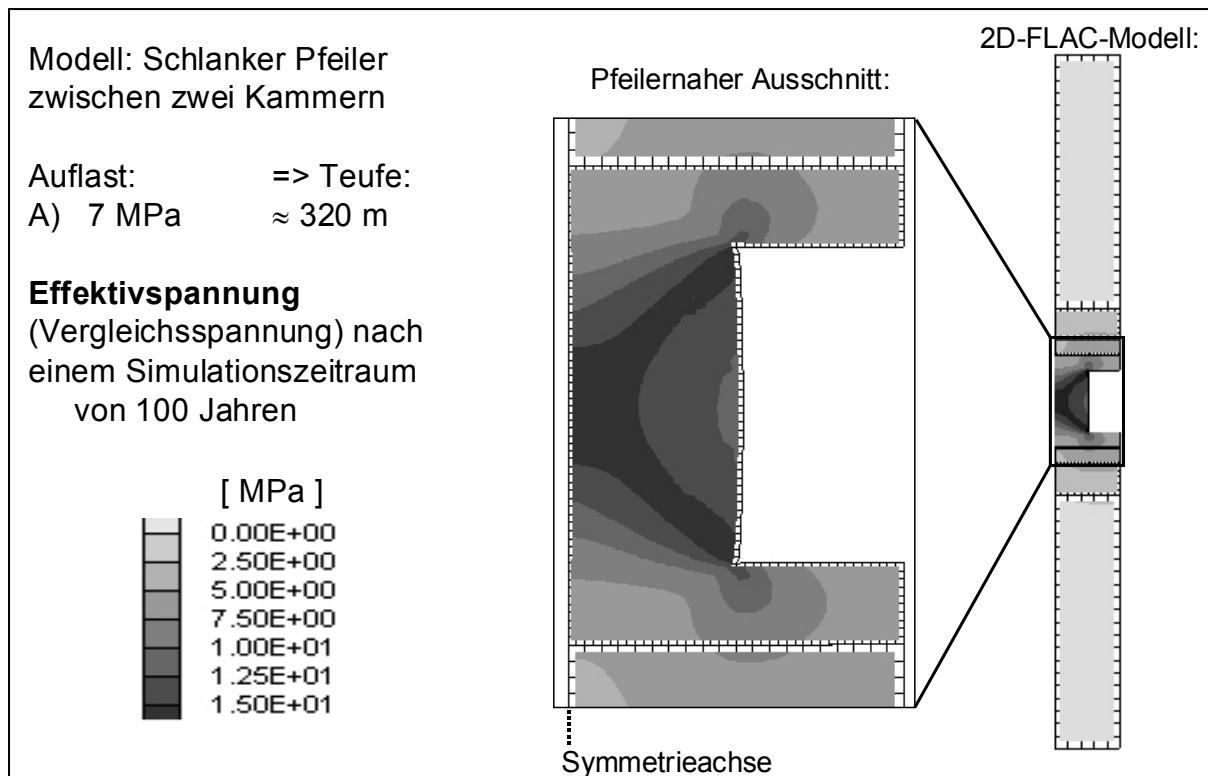 Modell: Schlanker Pfeiler
zwischen zwei Kammern
Auflast: => Teufe:
A) 7 MPa ≈ 320 m
Effektivspannung
(Vergleichsspannung) nach
einem Simulationszeitraum
von 100 Jahren
[ MPa ]
0.00E+00
2.50E+00
5.00E+00
7.50E+00
1.00E+01
1.25E+01
1.50E+01
Pfeilernaher Ausschnitt:
2D-FLAC-Modell:
Symmetrieachse